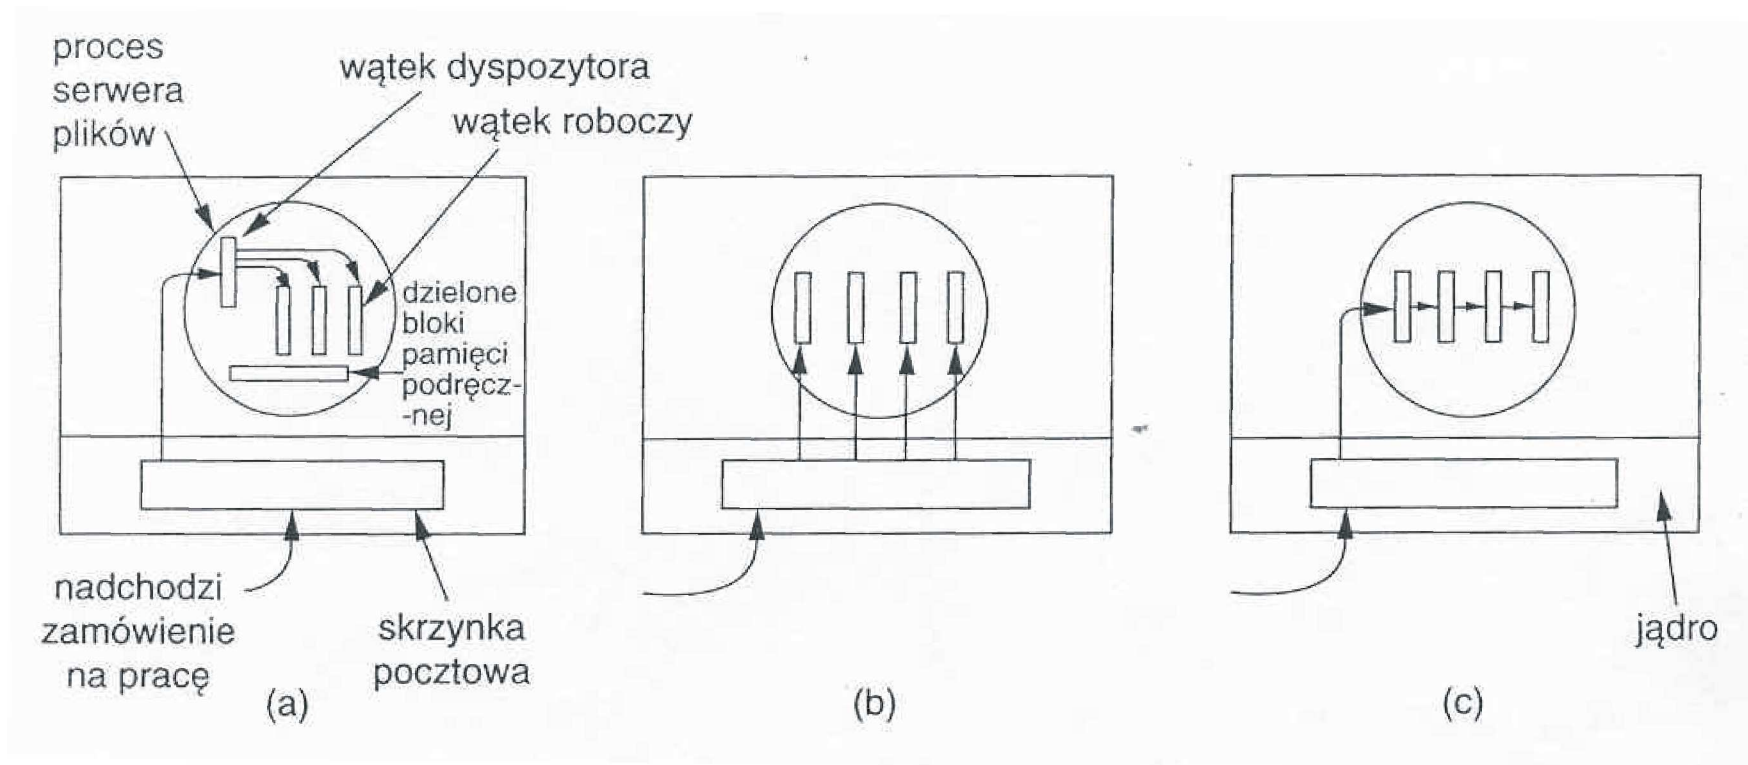 proces
serwera
plików
wątek dyspozytora
wątek roboczy
dzielone
bloki
pamięci
podręcz-
-nej
nadchodzi
zamówienie
na pracę
skrzynka
pocztowa
(a)
(b)
jądro
(c)